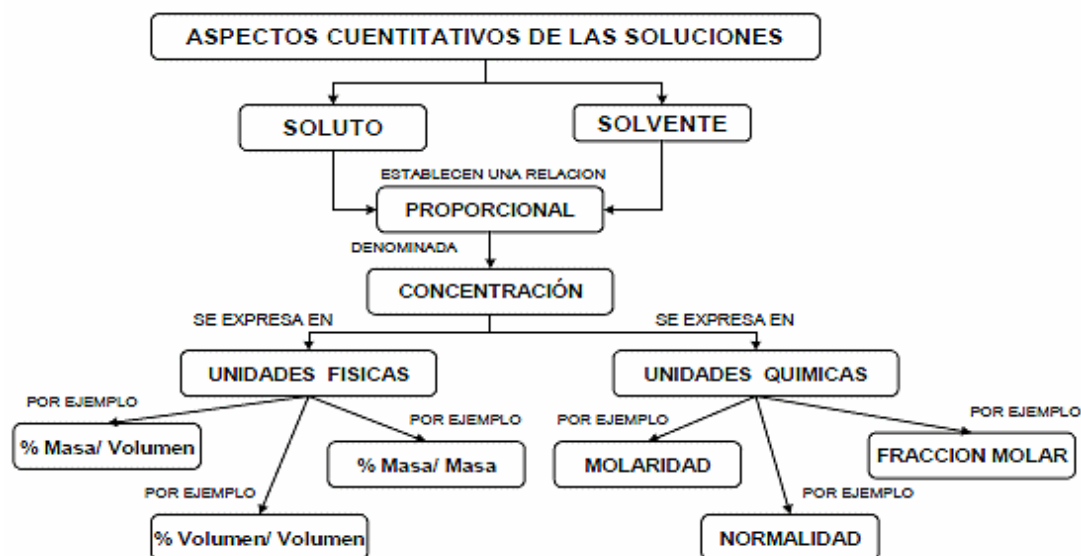 ASPECTOS CUENTITATIVOS DE LAS SOLUCIONES
SOLUTO
SOLVENTE
ESTABLECEN UNA RELACION
PROPORCIONAL
DENOMINADA
CONCENTRACIÓN
SE EXPRESA EN
SE EXPRESA EN
UNIDADES FISICAS
UNIDADES QUIMICAS
POR EJEMPLO
POR EJEMPLO
POR EJEMPLO
POR EJEMPLO
% Masa/ Volumen
% Masa/ Masa
MOLARIDAD
FRACCION MOLAR
POR EJEMPLO
POR EJEMPLO
% Volumen/ Volumen
NORMALIDAD